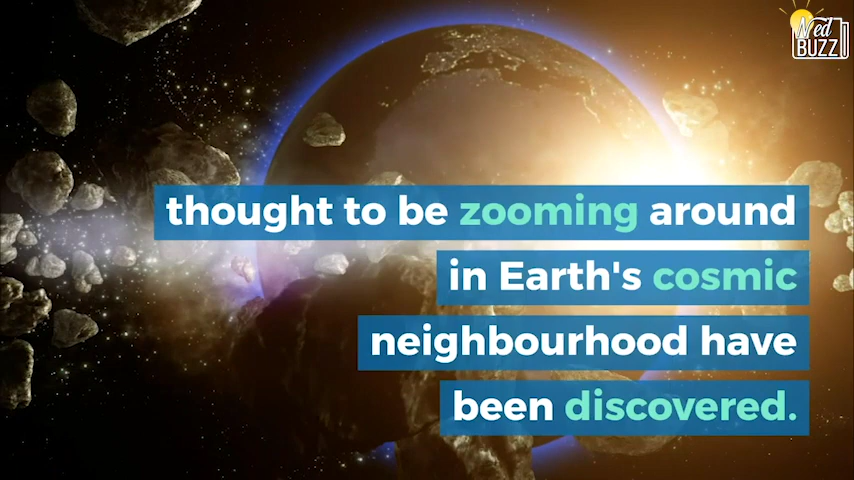 Ned
BUZZ
thought to be zooming around
in Earth's cosmic
neighbourhood have
been discovered.